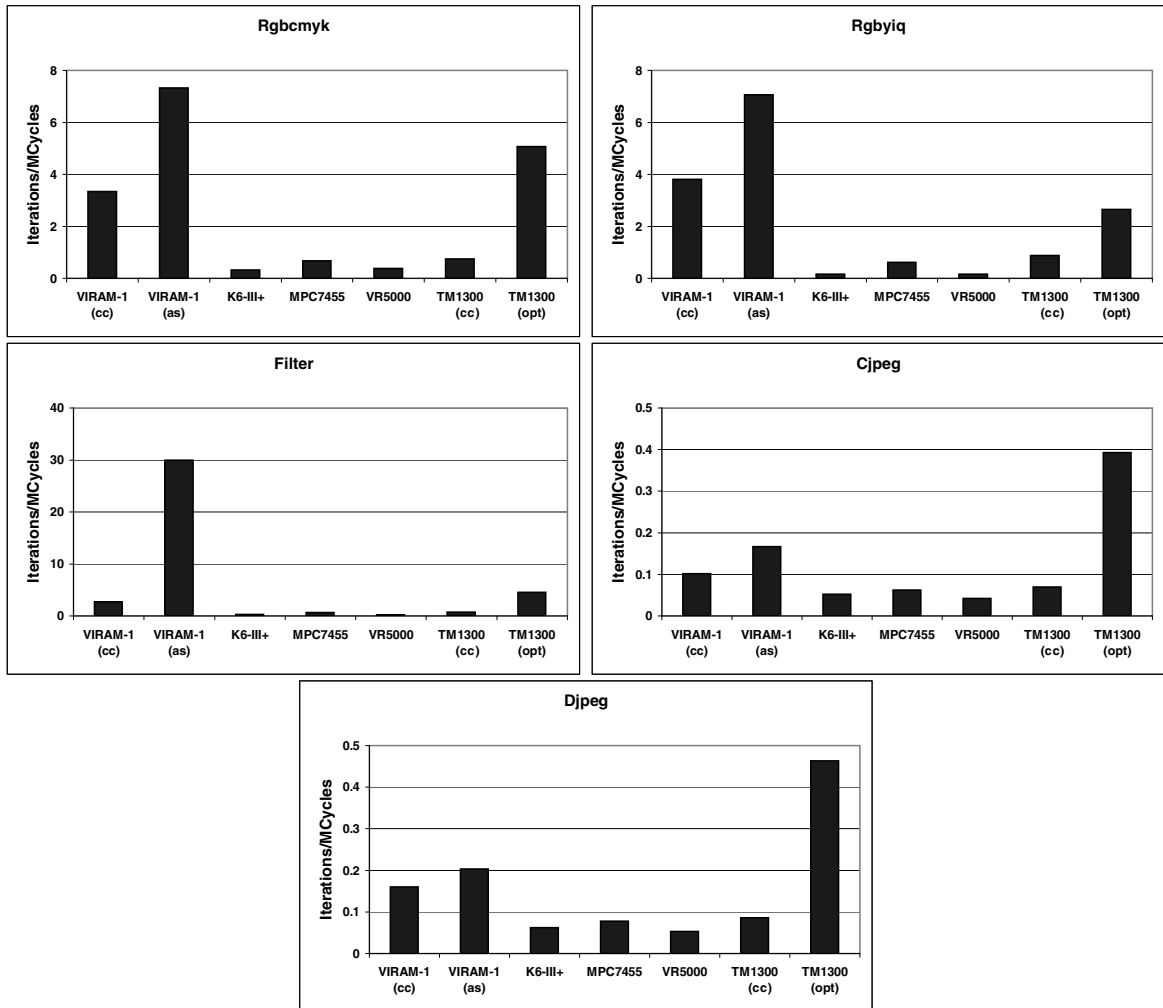 Rgbcmyk
Iterations/MCycles
8
6
4
2
0
VIRAM-1 VIRAM-1 K6-III+ MPC7455 VR5000 TM1300 TM1300
(cc) (as) (cc) (opt)
Rgbyiq
Iterations/MCycles
8
6
4
2
0
VIRAM-1 VIRAM-1 K6-III+ MPC7455 VR5000 TM1300 TM1300
(cc) (as) (cc) (opt)
Filter
Iterations/MCycles
40
30
20
10
0
VIRAM-1 VIRAM-1 K6-III+ MPC7455 VR5000 TM1300 TM1300
(cc) (as) (cc) (opt)
Cjpeg
Iterations/MCycles
0.5
0.4
0.3
0.2
0.1
0
VIRAM-1 VIRAM-1 K6-III+ MPC7455 VR5000 TM1300 TM1300
(cc) (as) (cc) (opt)
Djpeg
Iterations/MCycles
0.5
0.4
0.3
0.2
0.1
0
VIRAM-1 VIRAM-1 K6-III+ MPC7455 VR5000 TM1300 TM1300
(cc) (as) (cc) (opt)